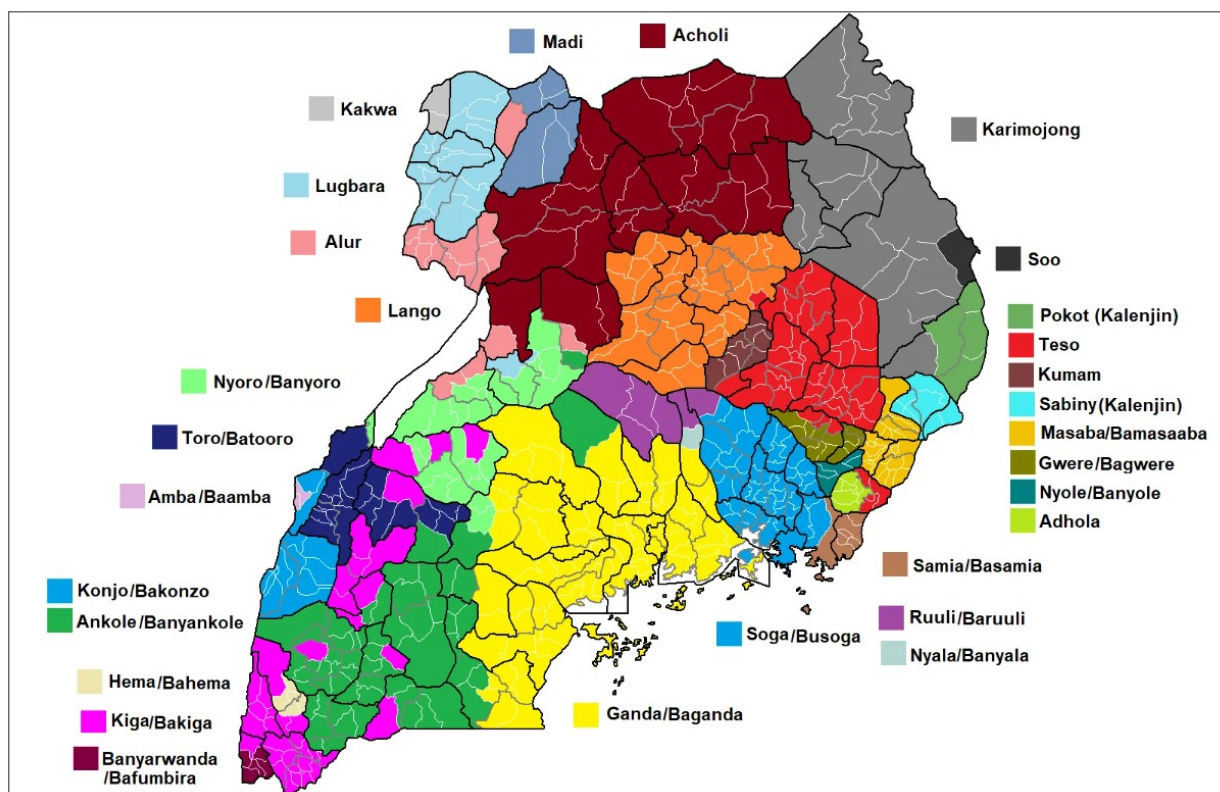 Madi
Acholi
Kakwa
Karimojong
Lugbara
Alur
Soo
Lango
Pokot (Kalenjin)
Teso
Nyoro/Banyoro
Kumam
Sabiny(Kalenjin)
Toro/Batooro
Masaba/Bamasaaba
Gwere/Bagwere
Amba/Baamba
Nyole/Banyole
Adhola
Samia/Basamia
Konjo/Bakonzo
Ankole/Banyankole
Ruuli/Baruuli
Soga/Busoga
Nyala/Banyala
Hema/Bahema
Kiga/Bakiga
Ganda/Baganda
Banyarwanda
/Bafumbira